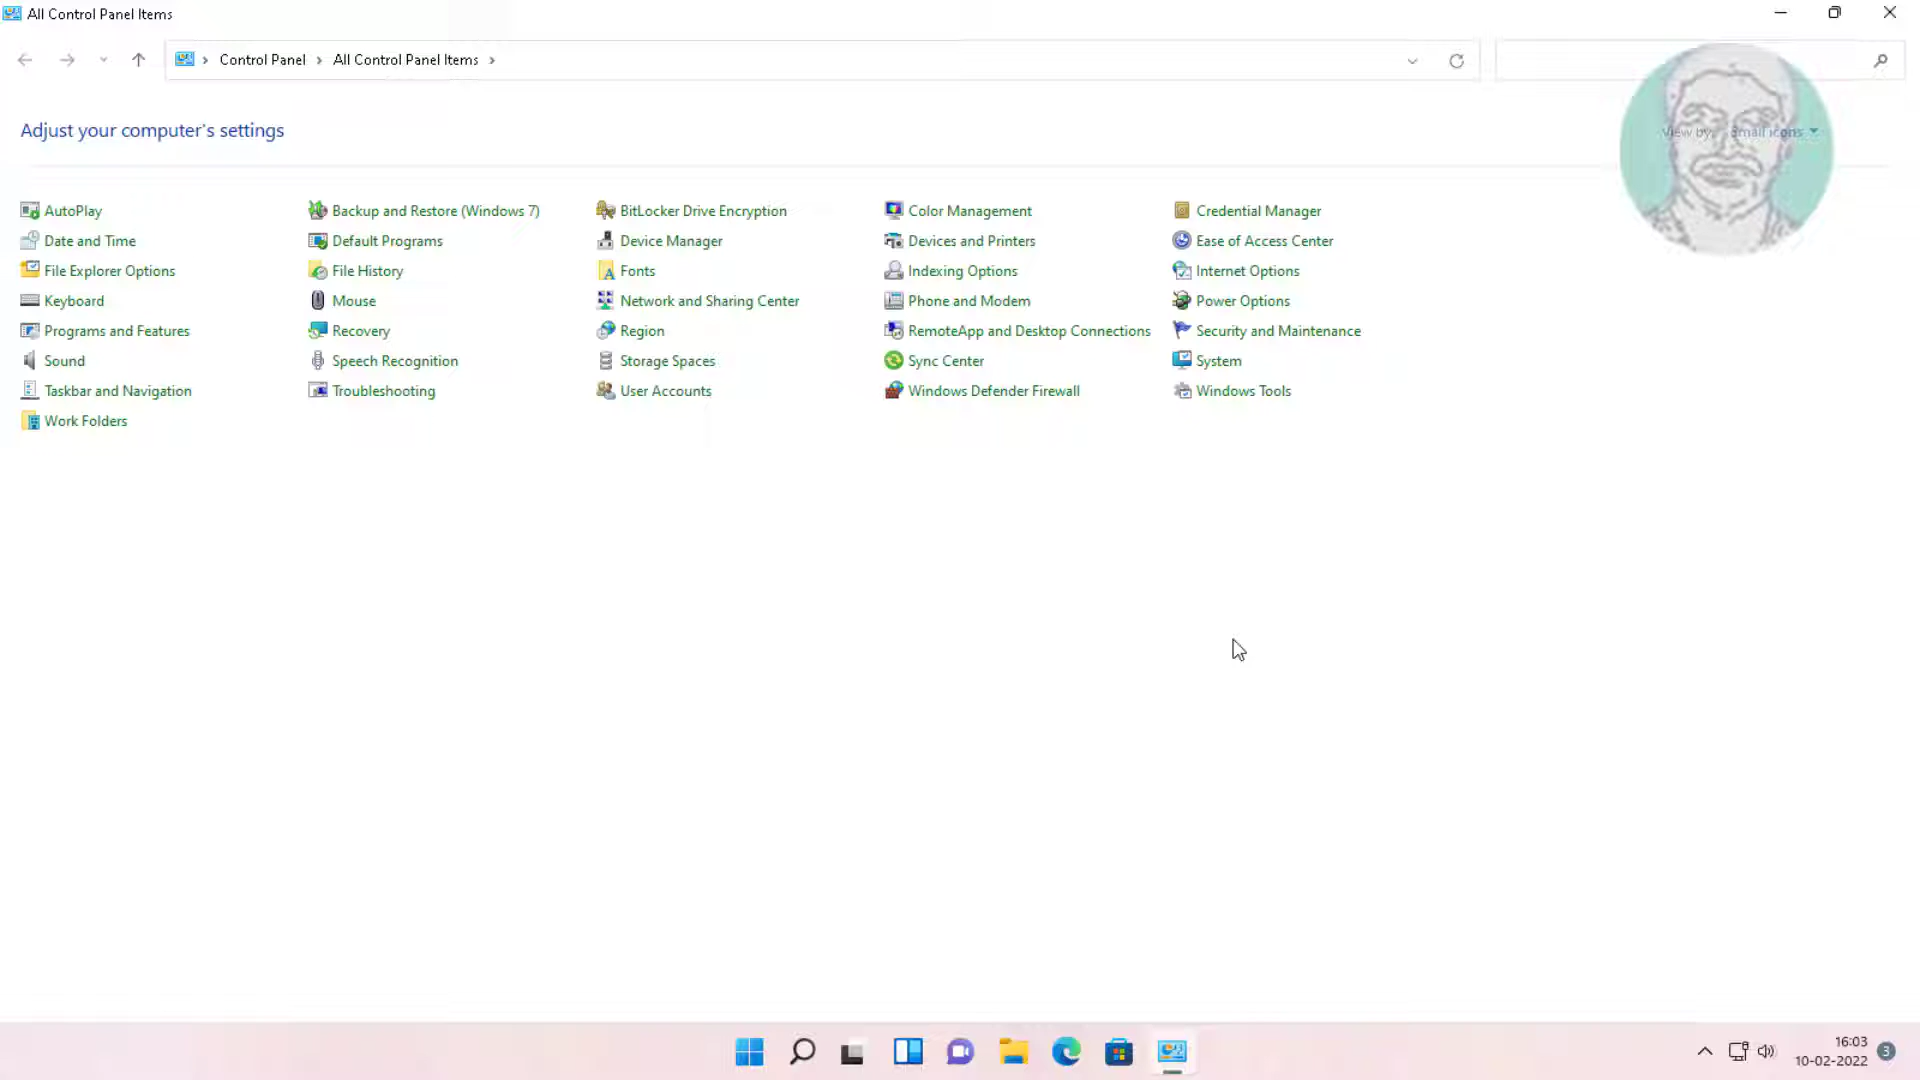 All Control Panel Items
Control Panel > All Control Panel Items >
Adjust your computer's settings
View by: Small icons
AutoPlay Backup and Restore (Windows 7) BitLocker Drive Encryption Color Management Credential Manager
Date and Time Default Programs Device Manager Devices and Printers Ease of Access Center
File Explorer Options File History Fonts Indexing Options Internet Options
Keyboard Mouse Network and Sharing Center Phone and Modem Power Options
Programs and Features Recovery Region RemoteApp and Desktop Connections Security and Maintenance
Sound Speech Recognition Storage Spaces Sync Center System
Taskbar and Navigation Troubleshooting User Accounts Windows Defender Firewall Windows Tools
Work Folders
16:03
10-02-2022
3